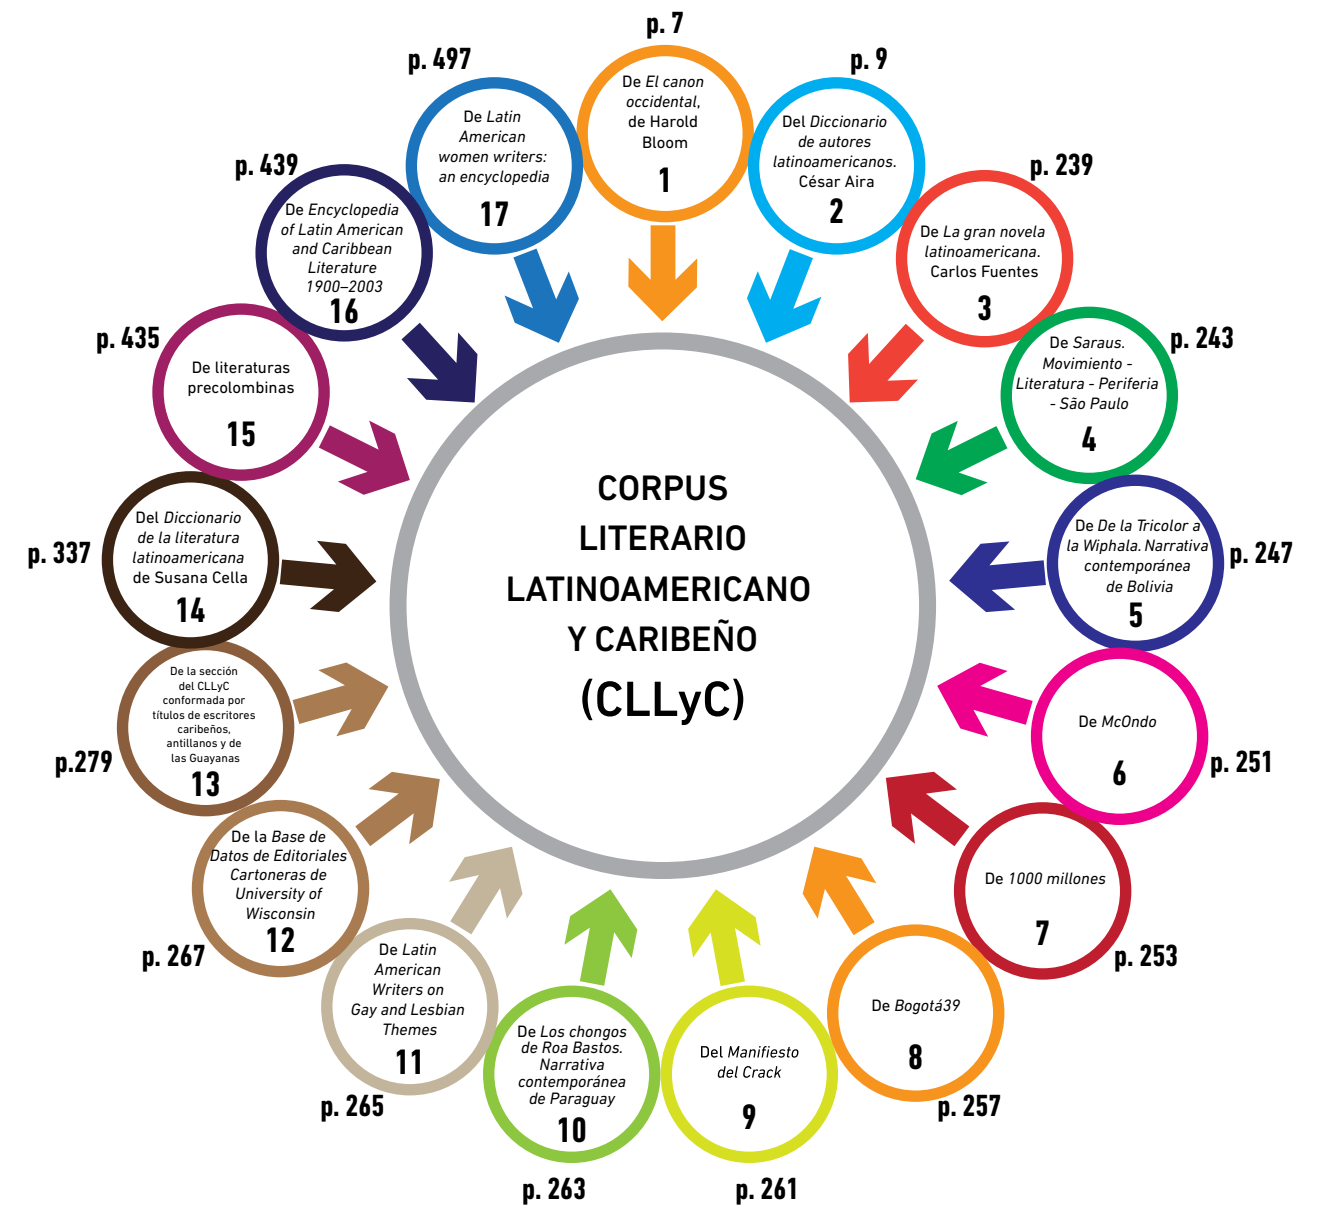 p. 7
De El canon
occidental,
de Harold
Bloom
1
p. 9
Del Diccionario
de autores
latinoamericanos.
César Aira
2
p. 239
De La gran novela
latinoamericana.
Carlos Fuentes
3
p. 243
De Saraus.
Movimiento -
Literatura - Periferia
- São Paulo
4
p. 247
De De la Tricolor a
la Wiphala. Narrativa
contemporánea
de Bolivia
5
p. 251
De McOndo
6
p. 253
De 1000 millones
7
p. 257
De Bogotá39
8
p. 261
Del Manifiesto
del Crack
9
p. 263
De Los chongos
de Roa Bastos.
Narrativa
contemporánea
de Paraguay
10
p. 265
De Latin
American
Writers on
Gay and Lesbian
Themes
11
p. 267
De la Base de
Datos de Editoriales
Cartoneras de
University of
Wisconsin
12
p.279
De la sección
del CLLyC
conformada por
títulos de escritores
caribeños,
antillanos y de
las Guayanas
13
p. 337
Del Diccionario
de la literatura
latinoamericana
de Susana Cella
14
p. 435
De literaturas
precolombinas
15
p. 439
De Encyclopedia
of Latin American
and Caribbean
Literature
1900–2003
16
p. 497
De Latin
American
women writers:
an encyclopedia
17
CORPUS
LITERARIO
LATINOAMERICANO
Y CARIBEÑO
(CLLyC)